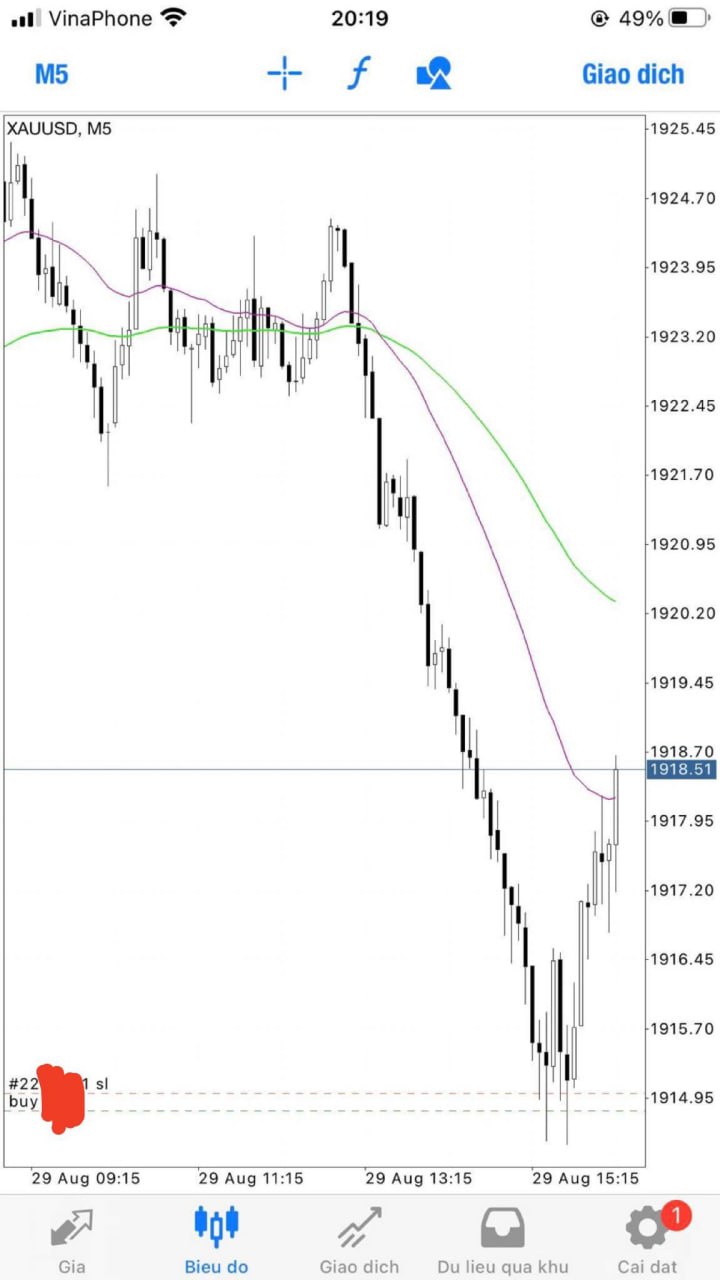 VinaPhone 20:19 49%
M5 f Giao dich
XAUUSD, M5
1925.45
1924.70
1923.95
1923.20
1922.45
1921.70
1920.95
1920.20
1919.45
1918.70
1918.51
1917.95
1917.20
1916.45
1915.70
1914.95
#22 1 sl
buy
29 Aug 09:15 29 Aug 11:15 29 Aug 13:15 29 Aug 15:15
1
Gia Bieu do Giao dich Du lieu qua khu Cai dat